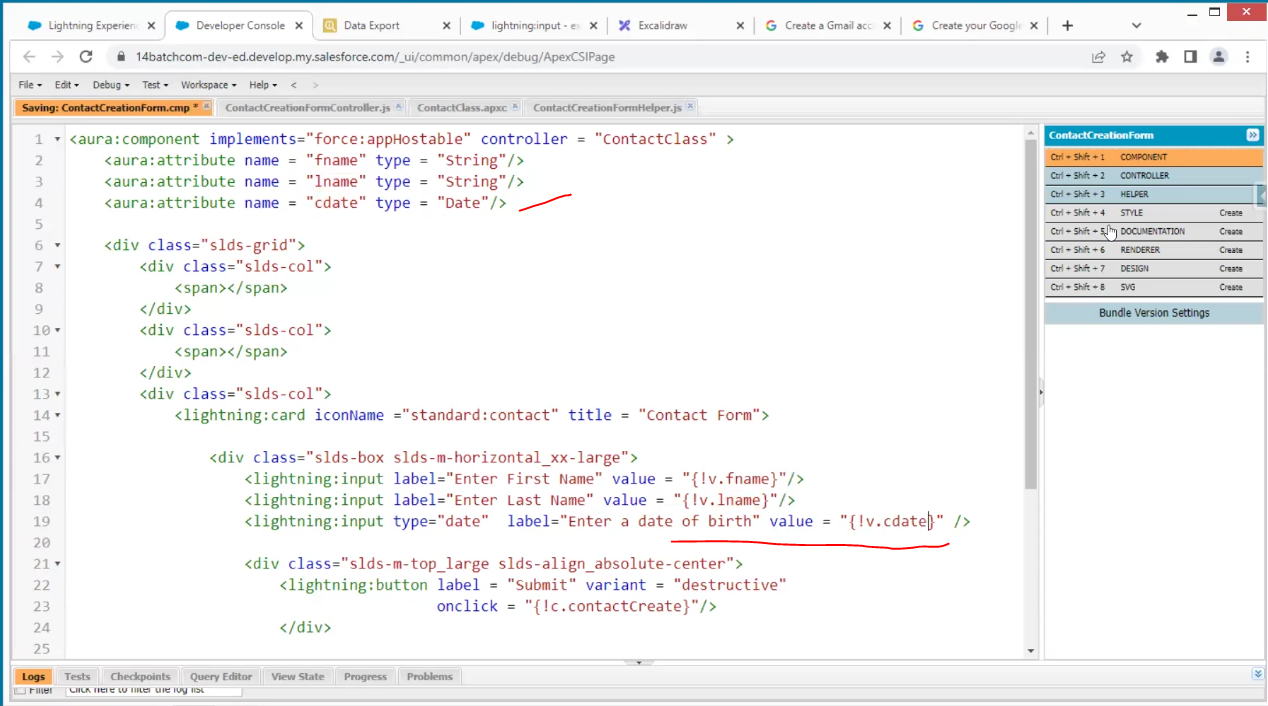 Lightning Experien
Developer Console
Data Export
lightning:input - e
Excalidraw
Create a Gmail acc
Create your Google
14batchcom-dev-ed.develop.my.salesforce.com/_ui/common/apex/debug/ApexCSIPage
File Edit Debug Test Workspace Help < >
Saving: ContactCreationForm.cmp *
ContactCreationFormController.js
ContactClass.apxc
ContactCreationFormHelper.js
1 <aura:component implements="force:appHostable" controller = "ContactClass" >
2 <aura:attribute name = "fname" type = "String"/>
3 <aura:attribute name = "lname" type = "String"/>
4 <aura:attribute name = "cdate" type = "Date"/>
5
6 <div class="slds-grid">
7 <div class="slds-col">
8 <span></span>
9 </div>
10 <div class="slds-col">
11 <span></span>
12 </div>
13 <div class="slds-col">
14 <lightning:card iconName ="standard:contact" title = "Contact Form">
15
16 <div class="slds-box slds-m-horizontal_xx-large">
17 <lightning:input label="Enter First Name" value = "{!v.fname}"/>
18 <lightning:input label="Enter Last Name" value = "{!v.lname}"/>
19 <lightning:input type="date" label="Enter a date of birth" value = "{!v.cdate}" />
20
21 <div class="slds-m-top_large slds-align_absolute-center">
22 <lightning:button label = "Submit" variant = "destructive"
23 onclick = "{!c.contactCreate}"/>
24 </div>
25
ContactCreationForm
Ctrl + Shift + 1 COMPONENT
Ctrl + Shift + 2 CONTROLLER
Ctrl + Shift + 3 HELPER
Ctrl + Shift + 4 STYLE Create
Ctrl + Shift + 5 DOCUMENTATION Create
Ctrl + Shift + 6 RENDERER Create
Ctrl + Shift + 7 DESIGN Create
Ctrl + Shift + 8 SVG Create
Bundle Version Settings
Logs Tests Checkpoints Query Editor View State Progress Problems
Filter Click here to filter the log list